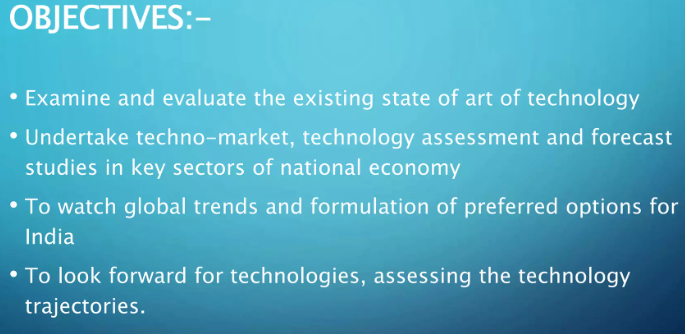 OBJECTIVES:-
• Examine and evaluate the existing state of art of technology
• Undertake techno-market, technology assessment and forecast
studies in key sectors of national economy
• To watch global trends and formulation of preferred options for
India
• To look forward for technologies, assessing the technology
trajectories.